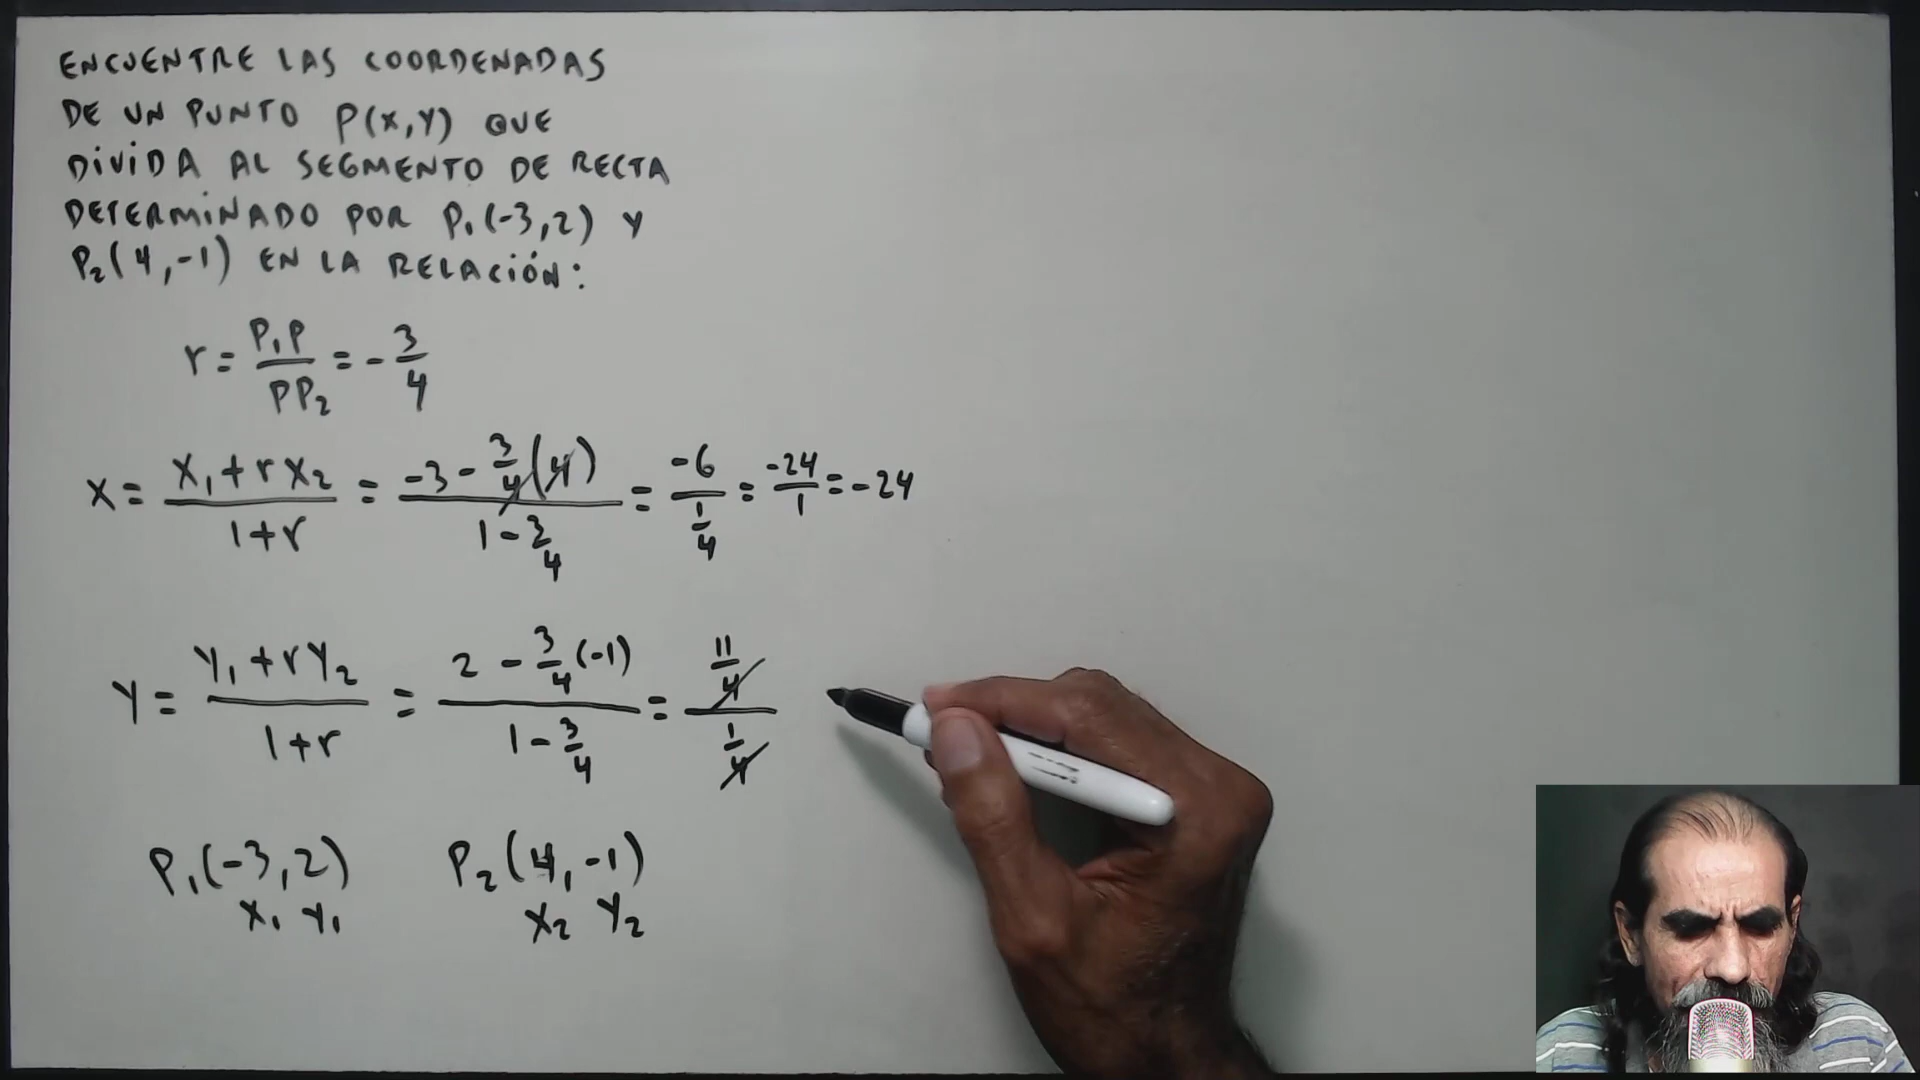 ENCUENTRE LAS COORDENADAS
DE UN PUNTO P(X,Y) QUE
DIVIDA AL SEGMENTO DE RECTA
DETERMINADO POR P₁(-3,2) Y
P₂(4,-1) EN LA RELACIÓN:
r = P₁P / PP₂ = -3/4
X = (X₁ + r X₂)/(1+r) = (-3 - 3/4 (4))/(1 - 3/4) = -6/(1/4) = -24/1 = -24
Y = (Y₁ + r Y₂)/(1+r) = (2 - 3/4 (-1))/(1 - 3/4) = (11/4)/(1/4)
P₁(-3,2) P₂(4,-1)
X₁ Y₁ X₂ Y₂